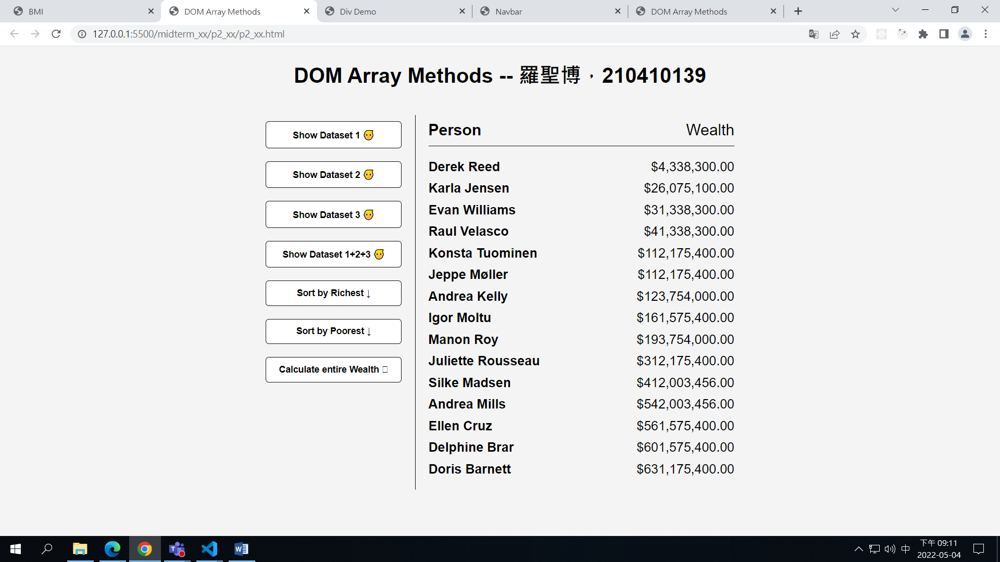 BMI
DOM Array Methods
Div Demo
Navbar
DOM Array Methods
127.0.0.1:5500/midterm_xx/p2_xx/p2_xx.html
DOM Array Methods -- 羅聖博，210410139
Show Dataset 1
Show Dataset 2
Show Dataset 3
Show Dataset 1+2+3
Sort by Richest ↓
Sort by Poorest ↓
Calculate entire Wealth
Person Wealth
Derek Reed $4,338,300.00
Karla Jensen $26,075,100.00
Evan Williams $31,338,300.00
Raul Velasco $41,338,300.00
Konsta Tuominen $112,175,400.00
Jeppe Møller $112,175,400.00
Andrea Kelly $123,754,000.00
Igor Moltu $161,575,400.00
Manon Roy $193,754,000.00
Juliette Rousseau $312,175,400.00
Silke Madsen $412,003,456.00
Andrea Mills $542,003,456.00
Ellen Cruz $561,575,400.00
Delphine Brar $601,575,400.00
Doris Barnett $631,175,400.00
中
下午 09:11
2022-05-04